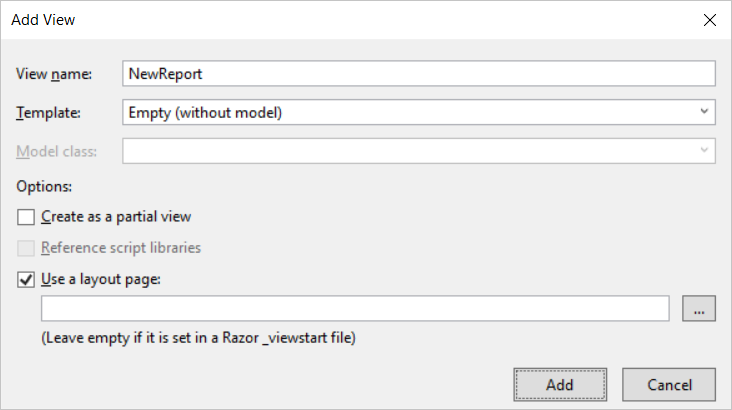 Add View
View name: NewReport
Template: Empty (without model)
Model class:
Options:
Create as a partial view
Reference script libraries
Use a layout page:
...
(Leave empty if it is set in a Razor _viewstart file)
Add Cancel